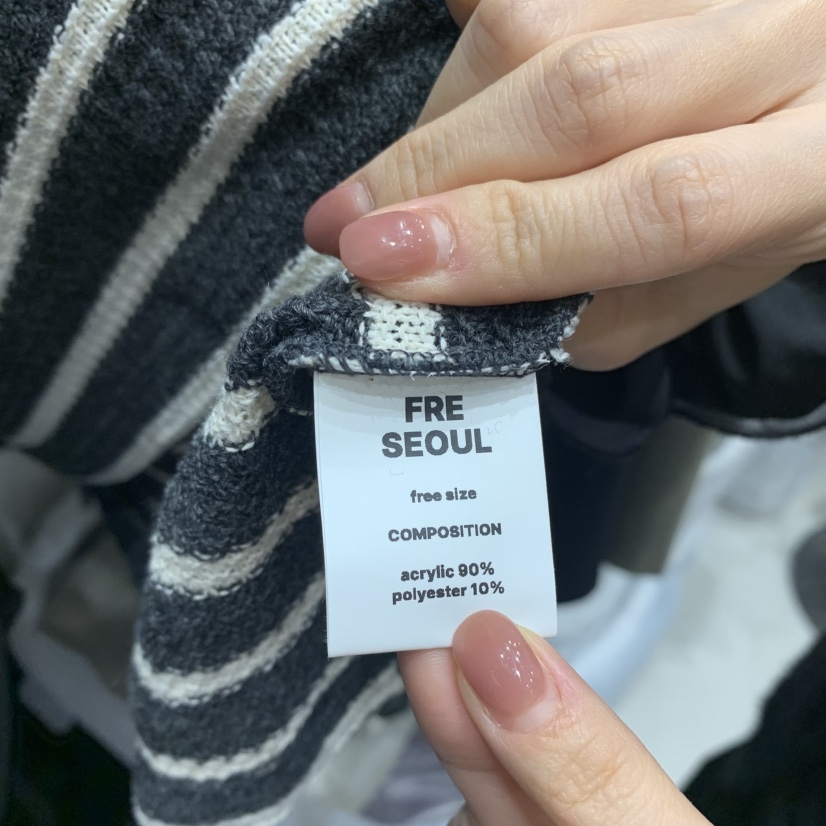 FRE
SEOUL
free size
COMPOSITION
acrylic 90%
polyester 10%